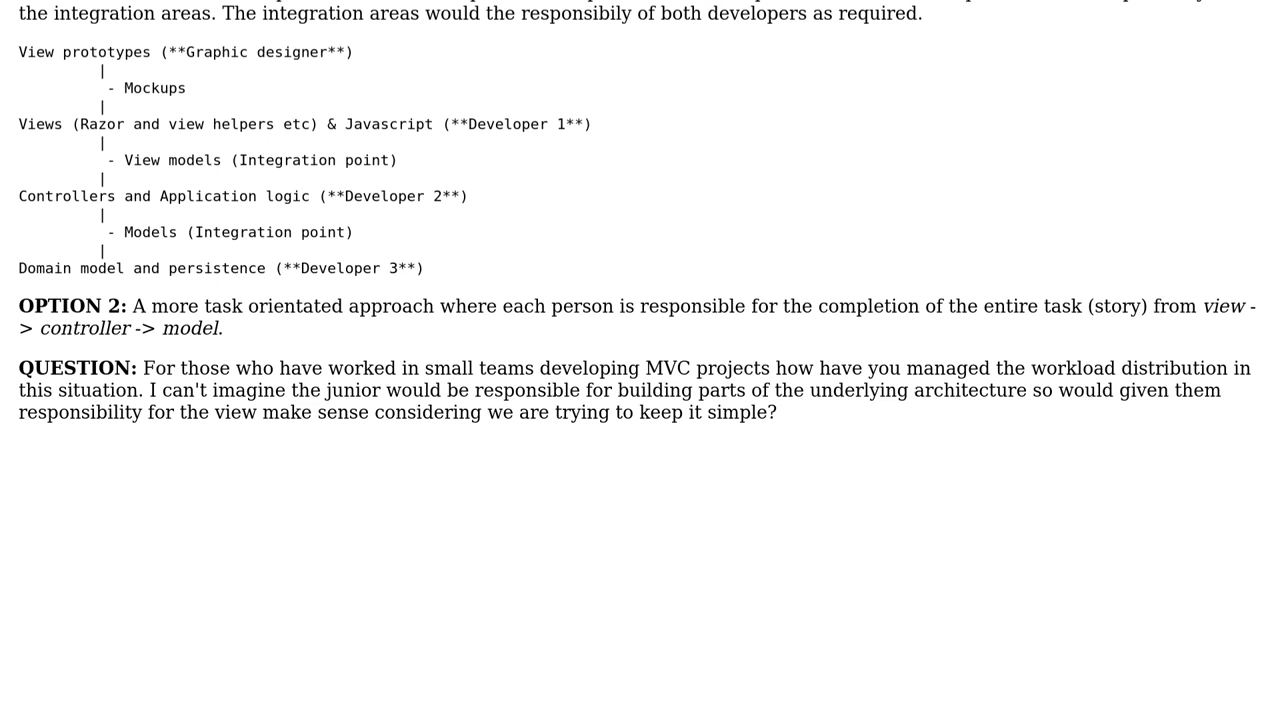 the integration areas. The integration areas would the responsibily of both developers as required.
View prototypes (**Graphic designer**)
|
- Mockups
|
Views (Razor and view helpers etc) & Javascript (**Developer 1**)
|
- View models (Integration point)
|
Controllers and Application logic (**Developer 2**)
|
- Models (Integration point)
|
Domain model and persistence (**Developer 3**)
OPTION 2: A more task orientated approach where each person is responsible for the completion of the entire task (story) from view -
> controller -> model.
QUESTION: For those who have worked in small teams developing MVC projects how have you managed the workload distribution in
this situation. I can't imagine the junior would be responsible for building parts of the underlying architecture so would given them
responsibility for the view make sense considering we are trying to keep it simple?